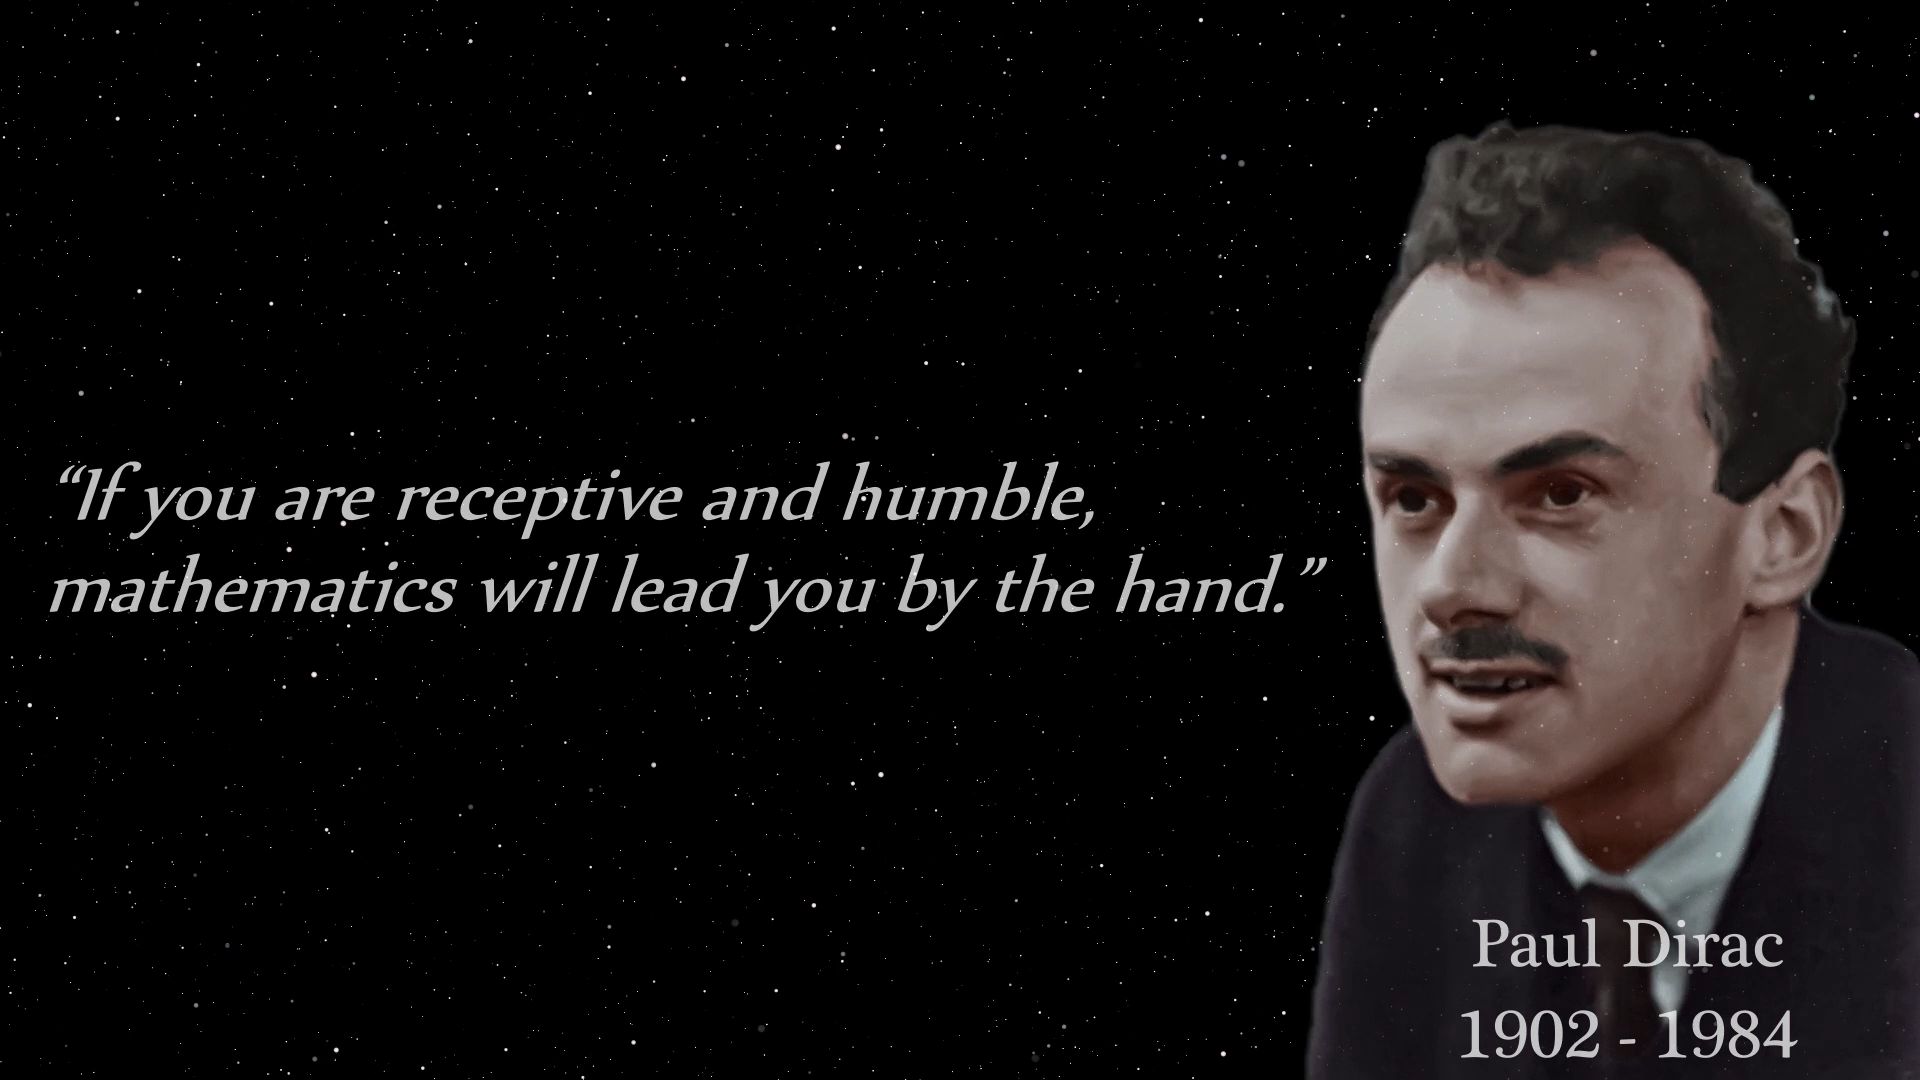 “If you are receptive and humble,
mathematics will lead you by the hand.”
Paul Dirac
1902 - 1984